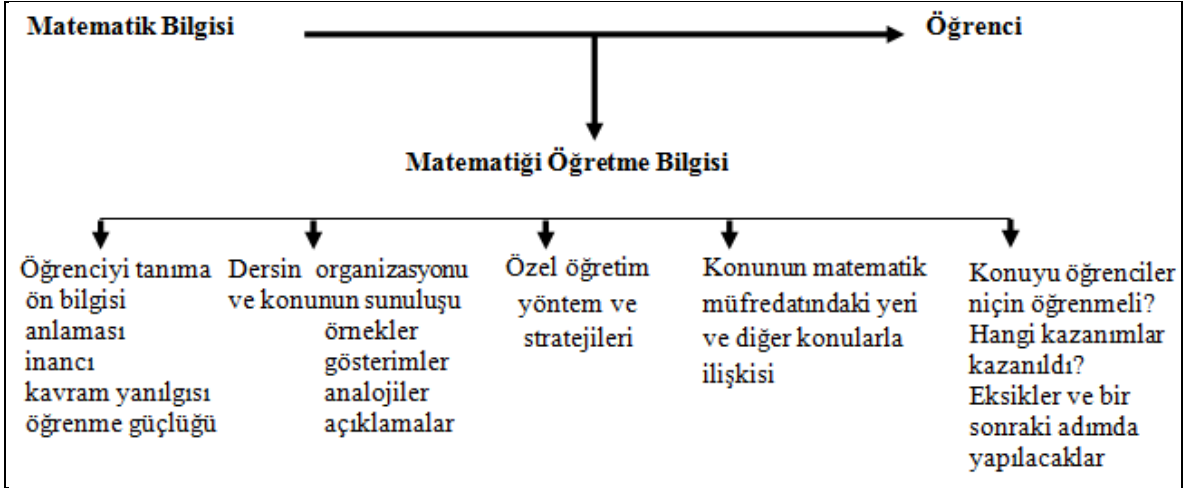 Matematik Bilgisi
Öğrenci
Matematiği Öğretme Bilgisi
Öğrenciyi tanıma
ön bilgisi
anlaması
inancı
kavram yanılgısı
öğrenme güçlüğü
Dersin organizasyonu
ve konunun sunuluşu
örnekler
gösterimler
analojiler
açıklamalar
Özel öğretim
yöntem ve
stratejileri
Konunun matematik
müfredatındaki yeri
ve diğer konularla
ilişkisi
Konuyu öğrenciler
niçin öğrenmeli?
Hangi kazanımlar
kazanıldı?
Eksikler ve bir
sonraki adımda
yapılacaklar